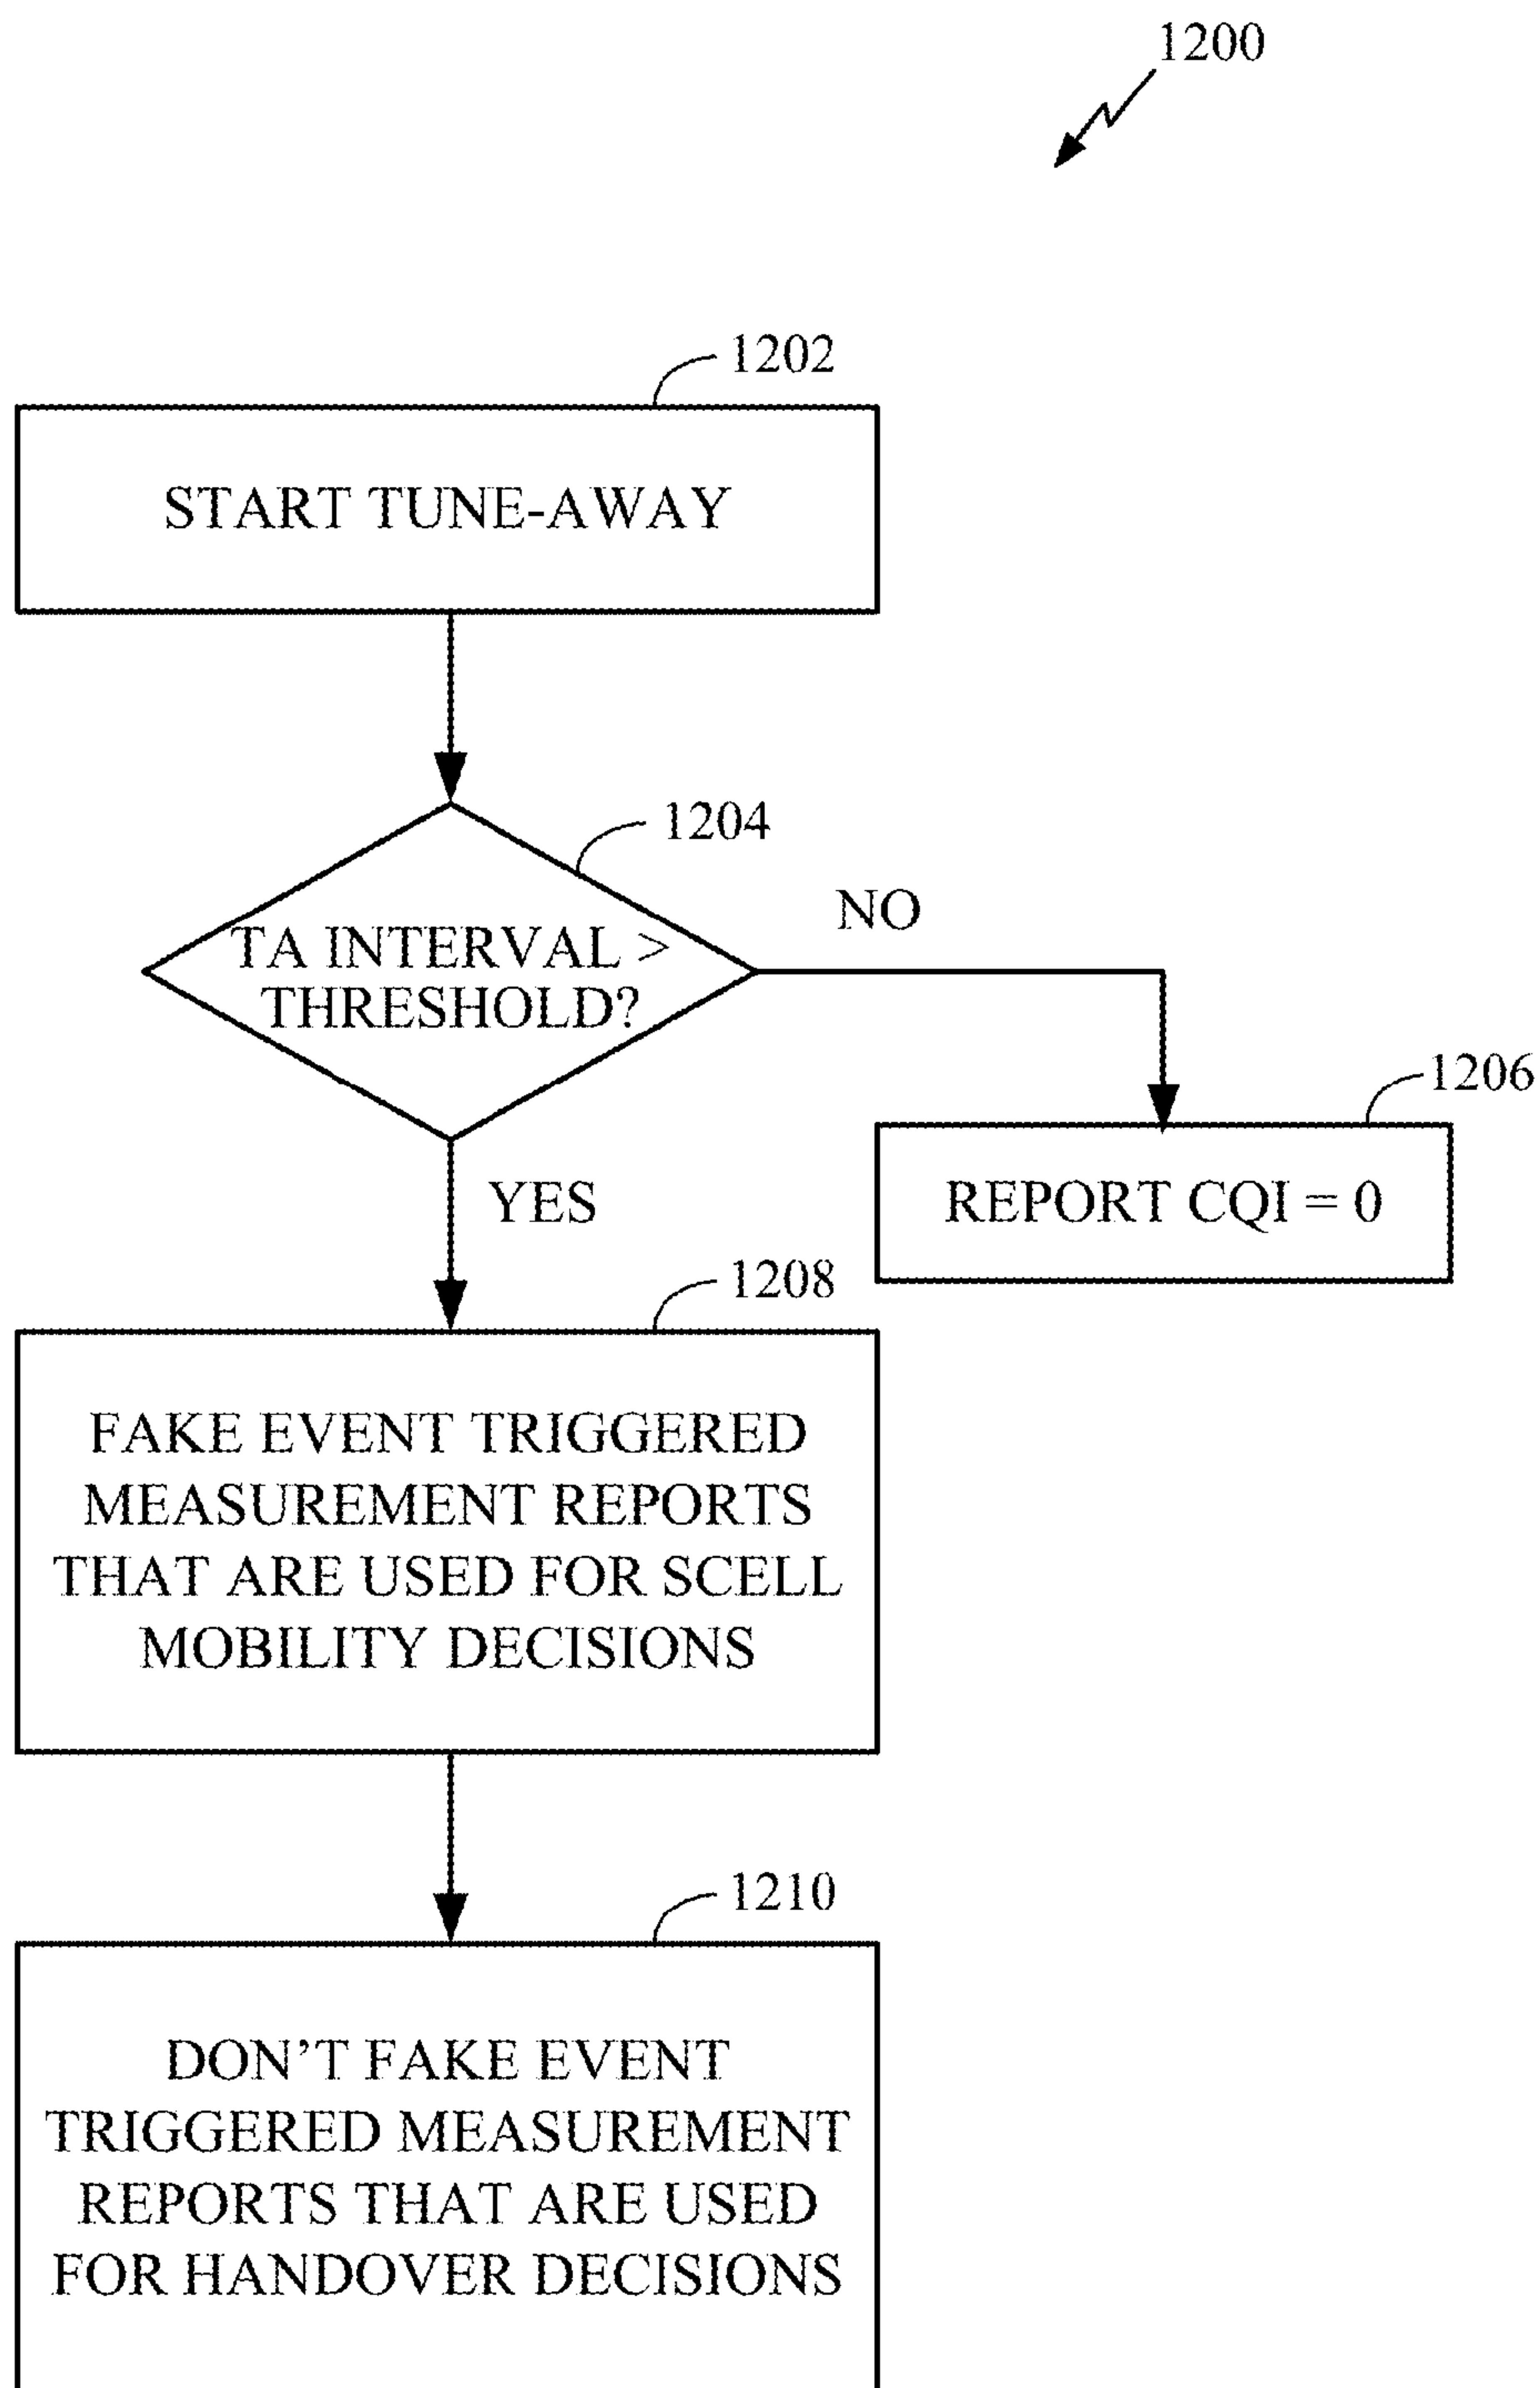 1200
1202
START TUNE-AWAY
1204
TA INTERVAL >
THRESHOLD?
NO
1206
REPORT CQI = 0
YES
1208
FAKE EVENT TRIGGERED
MEASUREMENT REPORTS
THAT ARE USED FOR SCELL
MOBILITY DECISIONS
1210
DON’T FAKE EVENT
TRIGGERED MEASUREMENT
REPORTS THAT ARE USED
FOR HANDOVER DECISIONS